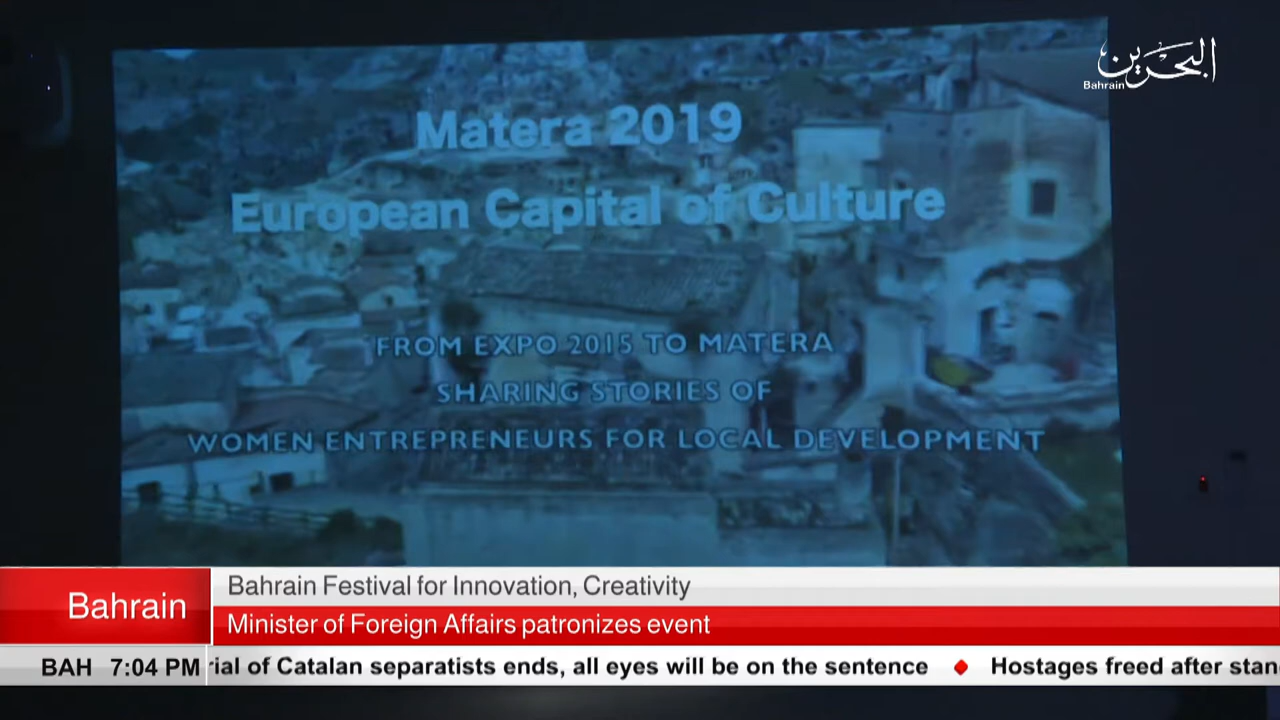 البحرين
Bahrain
Matera 2019
European Capital of Culture
FROM EXPO 2015 TO MATERA
SHARING STORIES OF
WOMEN ENTREPRENEURS FOR LOCAL DEVELOPMENT
Bahrain
Bahrain Festival for Innovation, Creativity
Minister of Foreign Affairs patronizes event
BAH 7:04 PM rial of Catalan separatists ends, all eyes will be on the sentence Hostages freed after stan